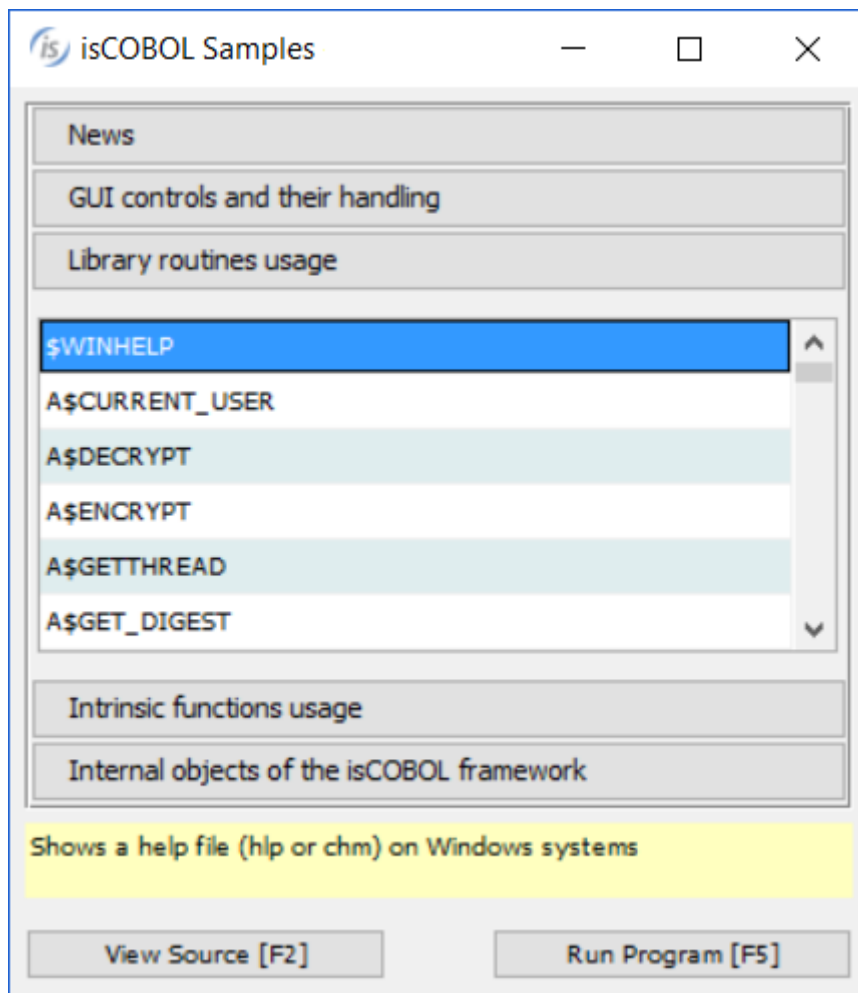 is isCOBOL Samples
News
GUI controls and their handling
Library routines usage
$WINHELP
A$CURRENT_USER
A$DECRYPT
A$ENCRYPT
A$GETTHREAD
A$GET_DIGEST
Intrinsic functions usage
Internal objects of the isCOBOL framework
Shows a help file (hlp or chm) on Windows systems
View Source [F2] Run Program [F5]